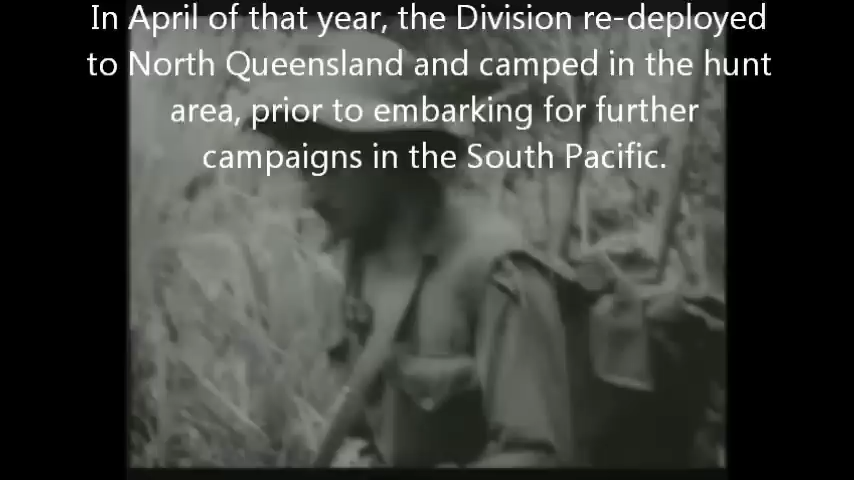 In April of that year, the Division re-deployed
to North Queensland and camped in the hunt
area, prior to embarking for further
campaigns in the South Pacific.